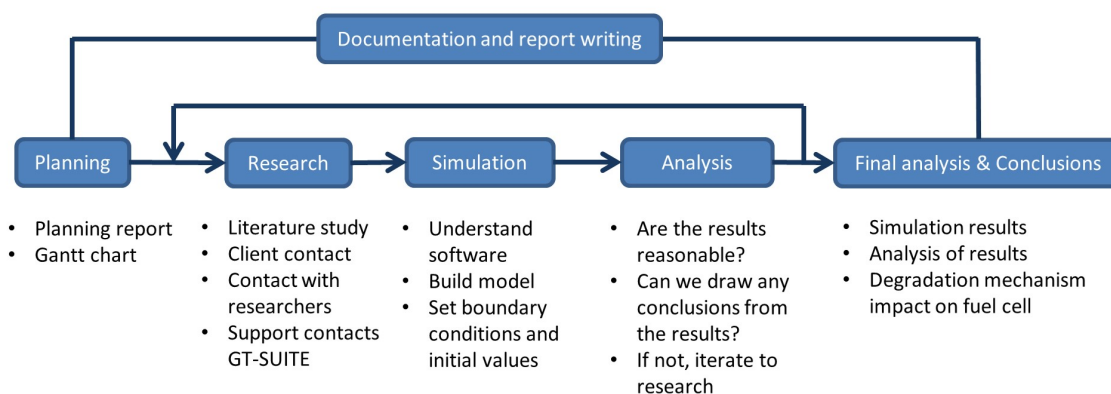 Documentation and report writing
Planning
Research
Simulation
Analysis
Final analysis & Conclusions
• Planning report
• Gantt chart
• Literature study
• Client contact
• Contact with
researchers
• Support contacts
GT-SUITE
• Understand
software
• Build model
• Set boundary
conditions and
initial values
• Are the results
reasonable?
• Can we draw any
conclusions from
the results?
• If not, iterate to
research
• Simulation results
• Analysis of results
• Degradation mechanism
impact on fuel cell